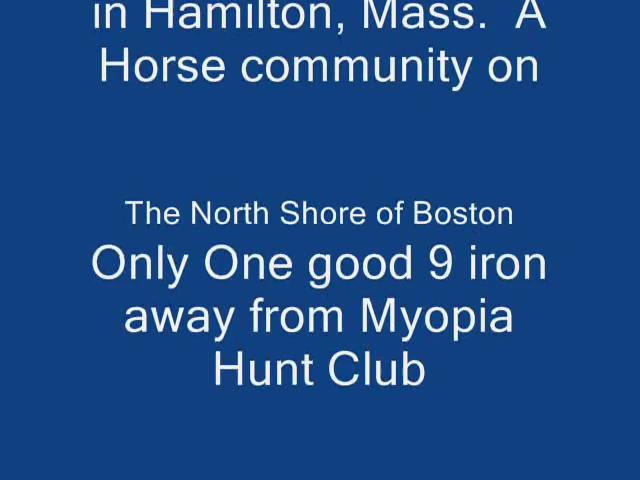 in Hamilton, Mass.  A
Horse community on
The North Shore of Boston
Only One good 9 iron
away from Myopia
Hunt Club